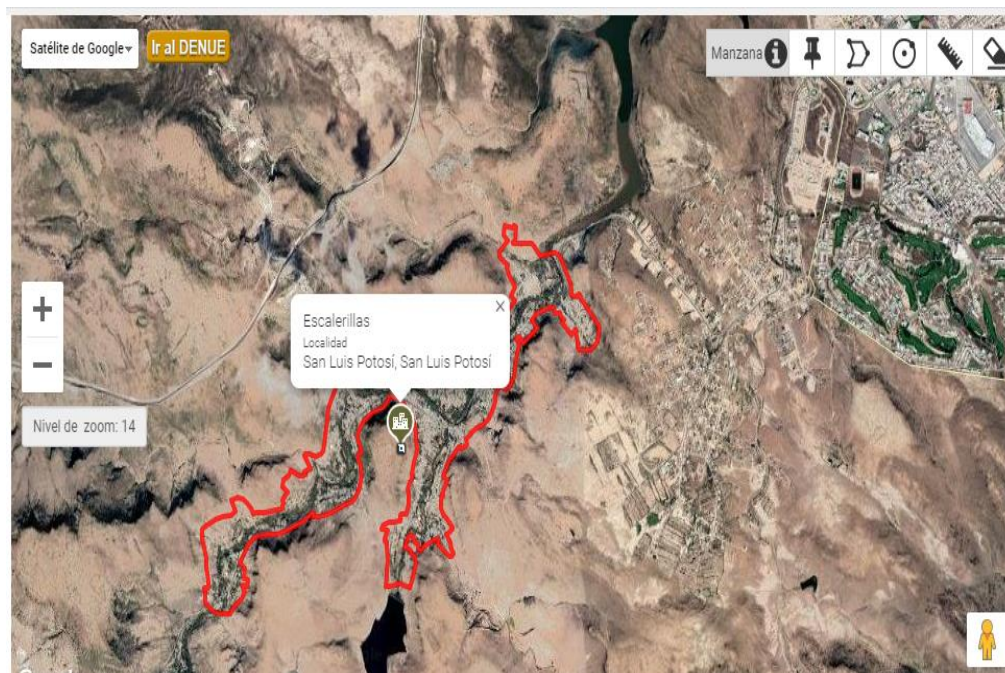 Satélite de Google
Ir al DENUE
Manzana
Escalerillas
Localidad
San Luis Potosí, San Luis Potosí
Nivel de zoom: 14